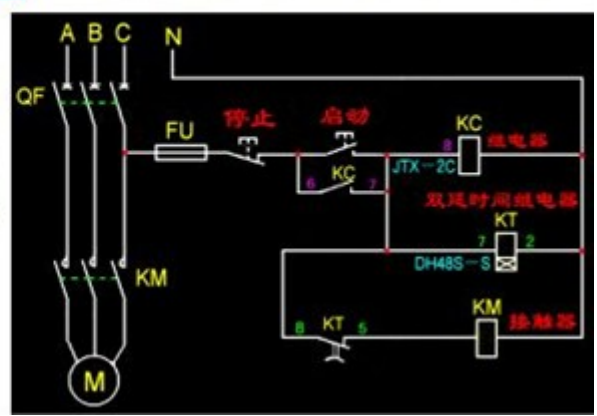 A B C N
QF
FU 停止 启动 KC 继电器
8
JTX-2C
6 KC 7
双延时间继电器
KT
7 2
DH48S-S
KM
8 KT 5 KM 接触器
M